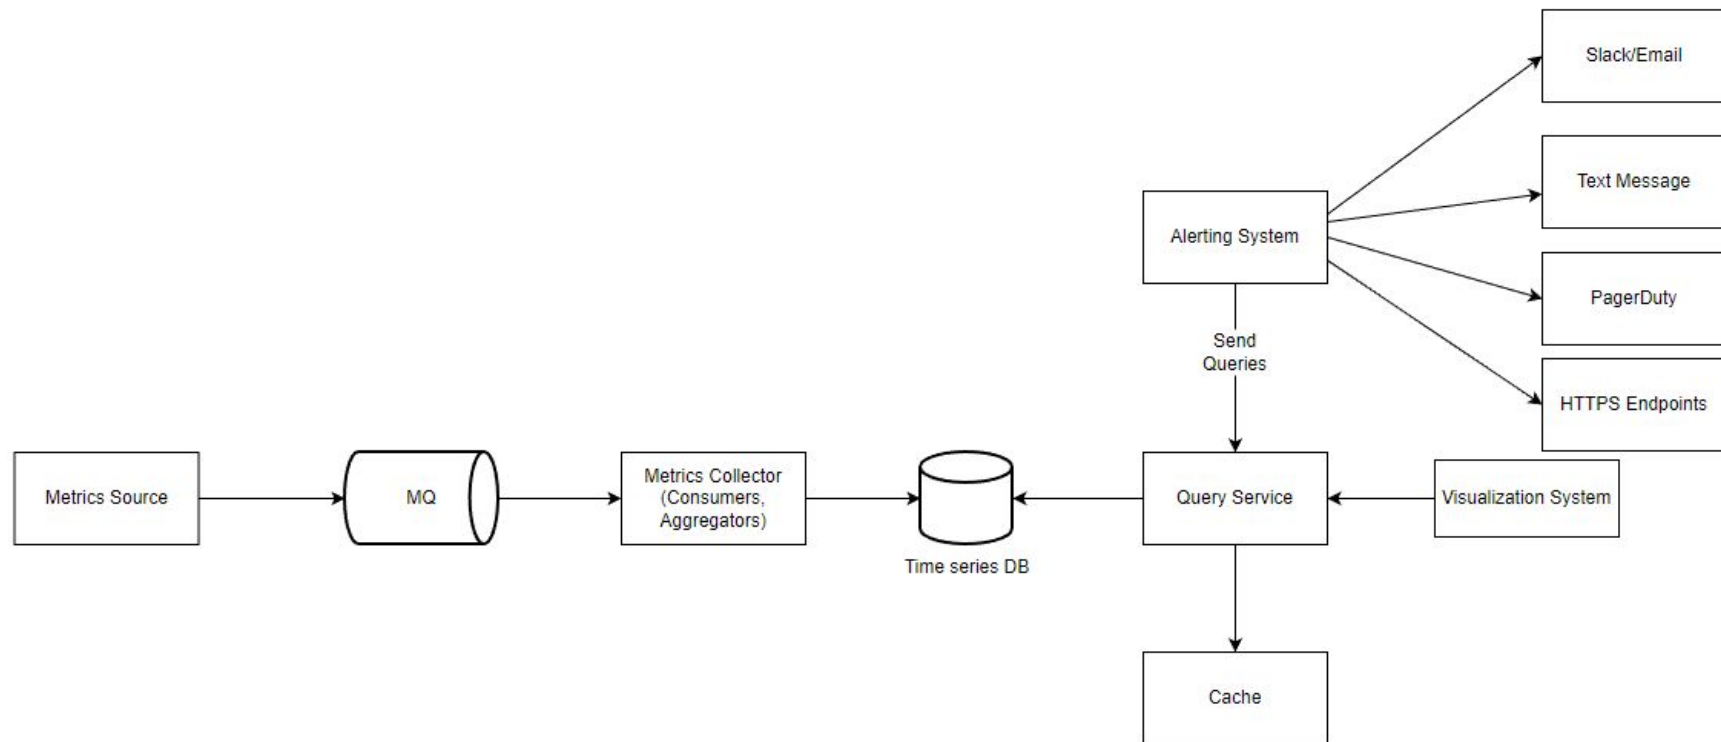 Slack/Email
Text Message
Alerting System
PagerDuty
Send
Queries
HTTPS Endpoints
Metrics Source
MQ
Metrics Collector
(Consumers,
Aggregators)
Time series DB
Query Service
Visualization System
Cache